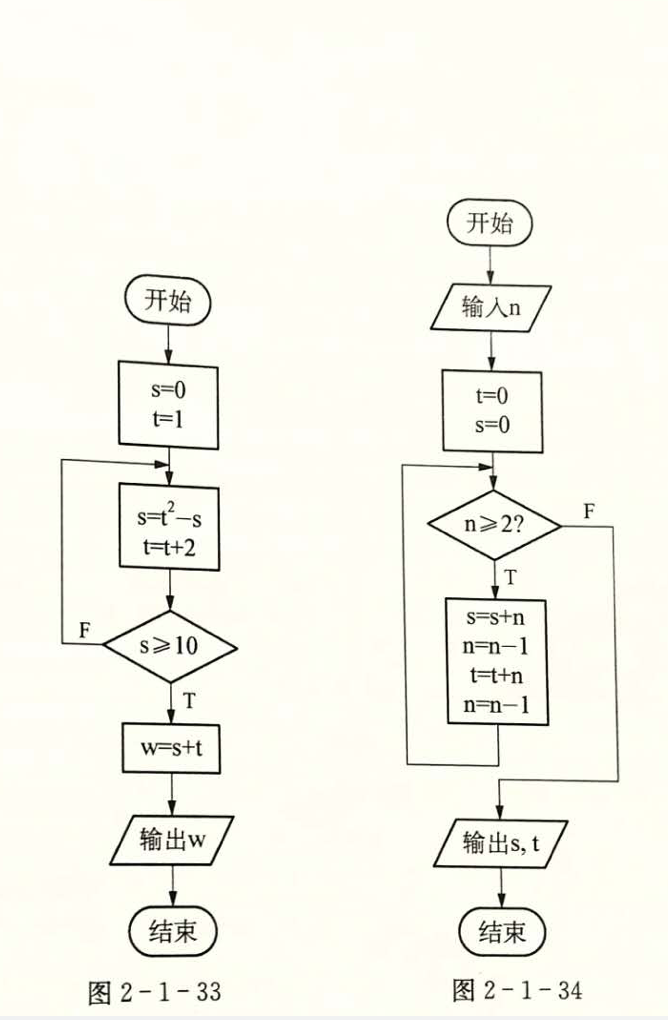 开始
s=0
t=1
s=t²−s
t=t+2
s⩾10
F
T
w=s+t
输出w
结束
图 2-1-33
开始
输入n
t=0
s=0
n⩾2?
F
T
s=s+n
n=n−1
t=t+n
n=n−1
输出s, t
结束
图 2-1-34